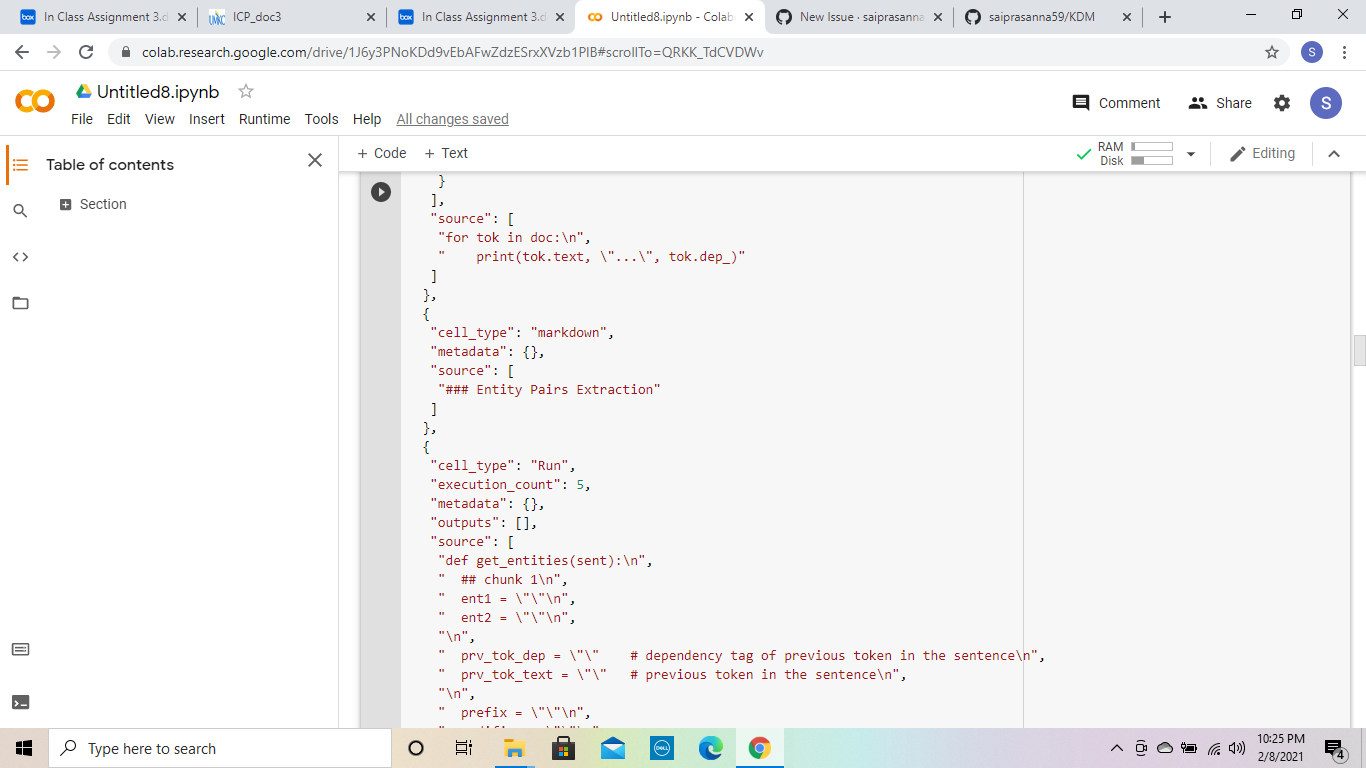 In Class Assignment 3.d
ICP_doc3
In Class Assignment 3.d
Untitled8.ipynb - Colab
New Issue · saiprasanna
saiprasanna59/KDM
colab.research.google.com/drive/1J6y3PNoKDd9vEbAFwZdzESrxXVzb1PlB#scrollTo=QRKK_TdCVDWv
S
Untitled8.ipynb
File Edit View Insert Runtime Tools Help All changes saved
Comment
Share
S
Table of contents
Section
+ Code + Text
RAM
Disk
Editing
}
],
"source": [
"for tok in doc:\n",
"    print(tok.text, \"...\", tok.dep_)"
]
},
{
"cell_type": "markdown",
"metadata": {},
"source": [
"### Entity Pairs Extraction"
]
},
{
"cell_type": "Run",
"execution_count": 5,
"metadata": {},
"outputs": [],
"source": [
"def get_entities(sent):\n",
"  ## chunk 1\n",
"  ent1 = \"\"\n",
"  ent2 = \"\"\n",
"\n",
"  prv_tok_dep = \"\"    # dependency tag of previous token in the sentence\n",
"  prv_tok_text = \"\"   # previous token in the sentence\n",
"\n",
"  prefix = \"\"\n",
Type here to search
DELL
10:25 PM
2/8/2021
4